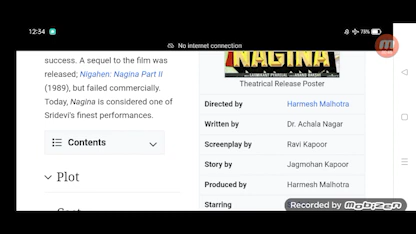 12:34
73%
No internet connection
success. A sequel to the film was
released; Nigahen: Nagina Part II
(1989), but failed commercially.
Today, Nagina is considered one of
Sridevi's finest performances.
Contents
Plot
NAGINA
Theatrical Release Poster
Directed by Harmesh Malhotra
Written by Dr. Achala Nagar
Screenplay by Ravi Kapoor
Story by Jagmohan Kapoor
Produced by Harmesh Malhotra
Starring
Recorded by Mobizen